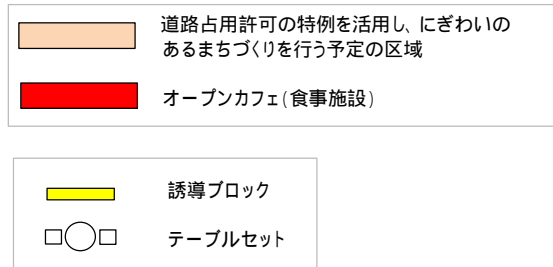 道路占用許可の特例を活用し、にぎわいの
あるまちづくりを行う予定の区域
オープンカフェ(食事施設)
誘導ブロック
テーブルセット